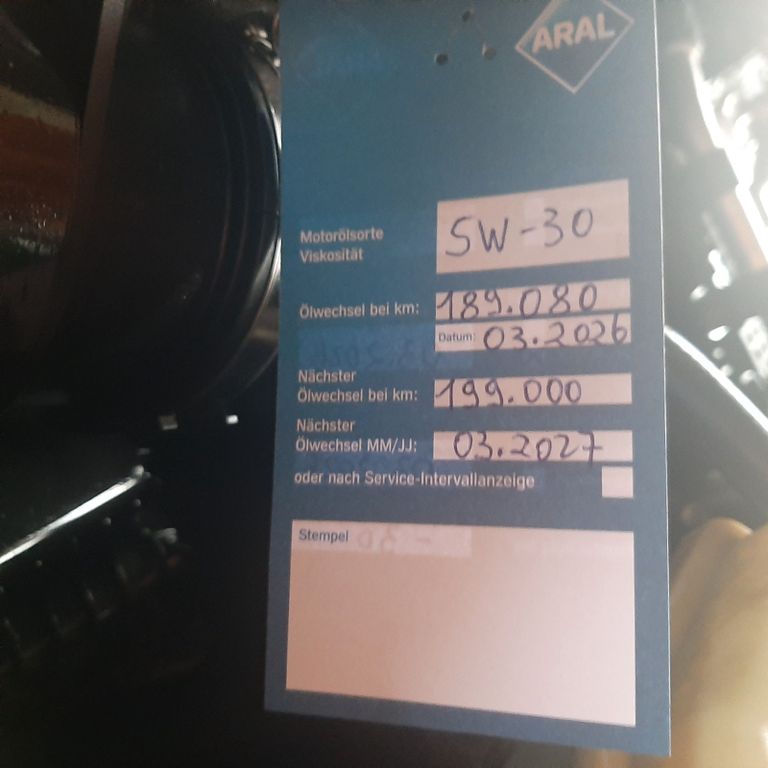 ARAL
Motorölsorte
Viskosität
5W-30
Ölwechsel bei km: 189.080
Datum: 03.2026
Nächster
Ölwechsel bei km: 199.000
Nächster
Ölwechsel MM/JJ: 03.2027
oder nach Service-Intervallanzeige
Stempel